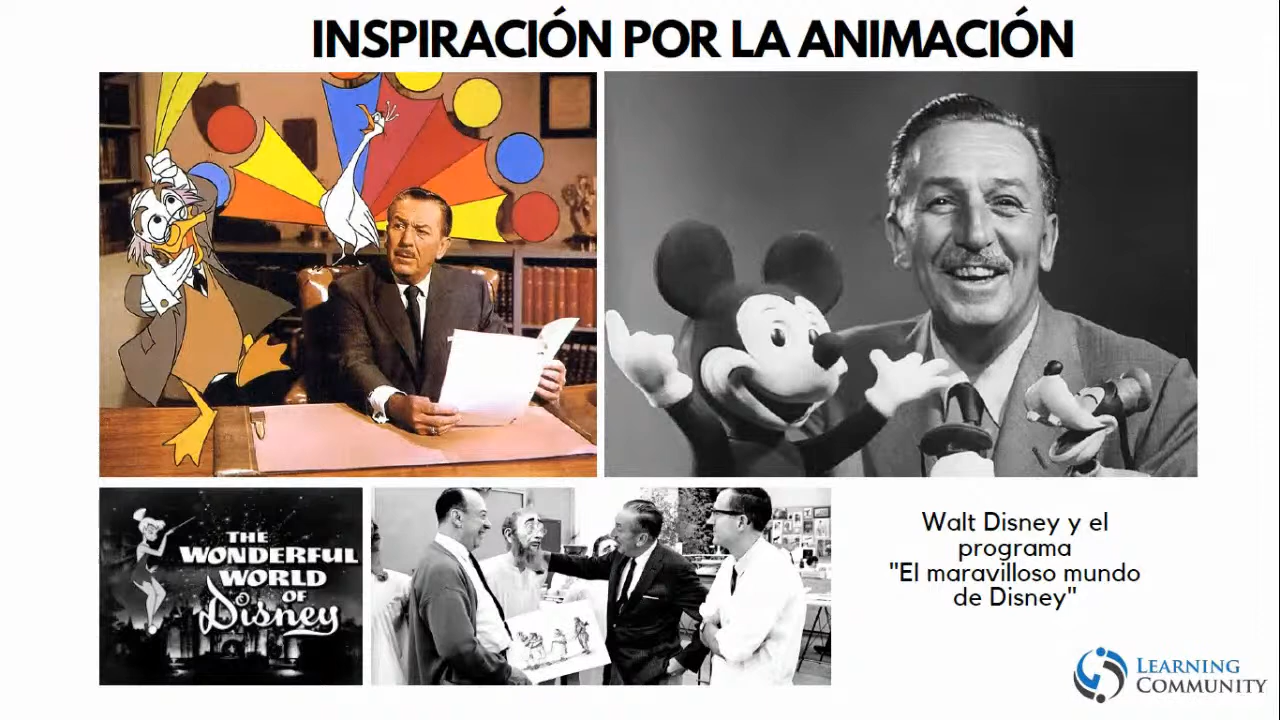 INSPIRACIÓN POR LA ANIMACIÓN
THE
WONDERFUL
WORLD
OF
Disney
Walt Disney y el
programa
"El maravilloso mundo
de Disney"
LEARNING
COMMUNITY